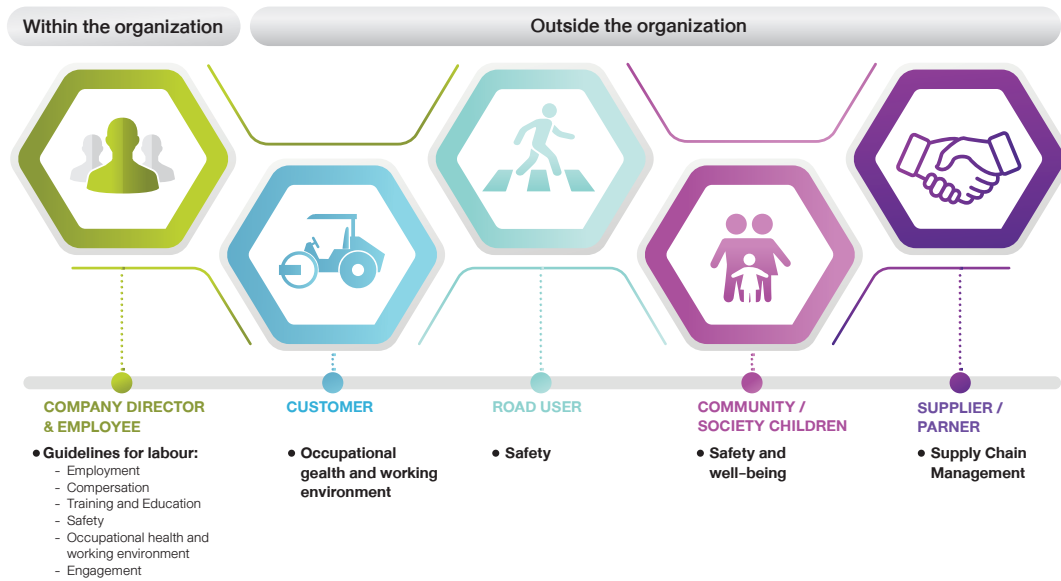 Within the organization
Outside the organization
COMPANY DIRECTOR
& EMPLOYEE
• Guidelines for labour:
- Employment
- Compersation
- Training and Education
- Safety
- Occupational health and
working environment
- Engagement
CUSTOMER
• Occupational
gealth and working
environment
ROAD USER
• Safety
COMMUNITY /
SOCIETY CHILDREN
• Safety and
well-being
SUPPLIER /
PARNER
• Supply Chain
Management